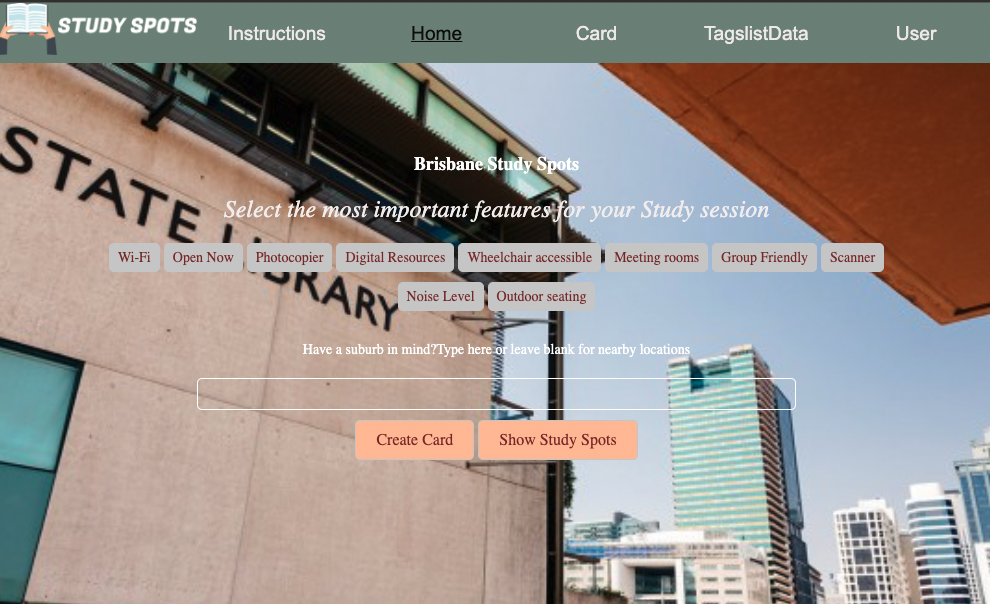 STUDY SPOTS Instructions Home Card TagslistData User
Brisbane Study Spots
Select the most important features for your Study session
Wi-Fi Open Now Photocopier Digital Resources Wheelchair accessible Meeting rooms Group Friendly Scanner
Noise Level Outdoor seating
Have a suburb in mind?Type here or leave blank for nearby locations
Create Card Show Study Spots
STATE LIBRARY